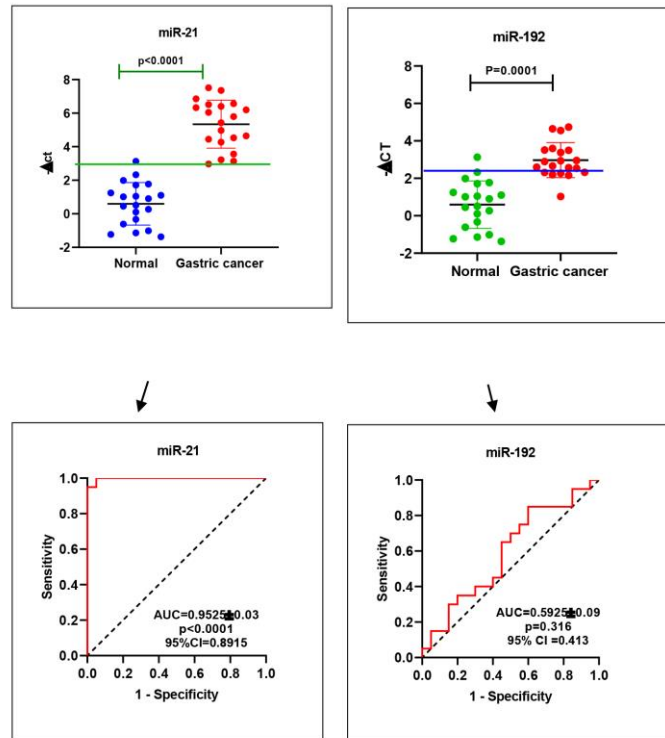 miR-21
p<0.0001
8
6
4
2
0
-2
-▲ct
Normal
Gastric cancer
miR-192
P=0.0001
8
6
4
2
0
-2
-▲CT
Normal
Gastric cancer
miR-21
1.0
0.8
0.6
0.4
0.2
0.0
Sensitivity
AUC=0.9525±0.03
p<0.0001
95%CI=0.8915
0.0 0.2 0.4 0.6 0.8 1.0
1 - Specificity
miR-192
1.0
0.8
0.6
0.4
0.2
0.0
Sensitivity
AUC=0.5925±0.09
p=0.316
95% CI =0.413
0.0 0.2 0.4 0.6 0.8 1.0
1 - Specificity